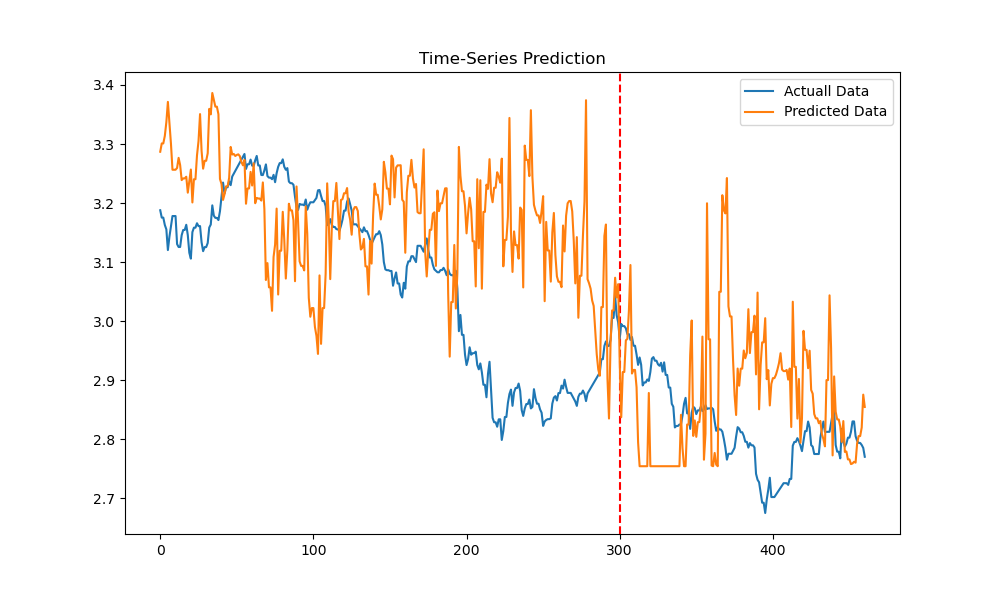 Time-Series Prediction
Actuall Data
Predicted Data
3.4
3.3
3.2
3.1
3.0
2.9
2.8
2.7
0 100 200 300 400